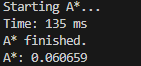 Starting A*...
Time: 135 ms
A* finished.
A*: 0.060659